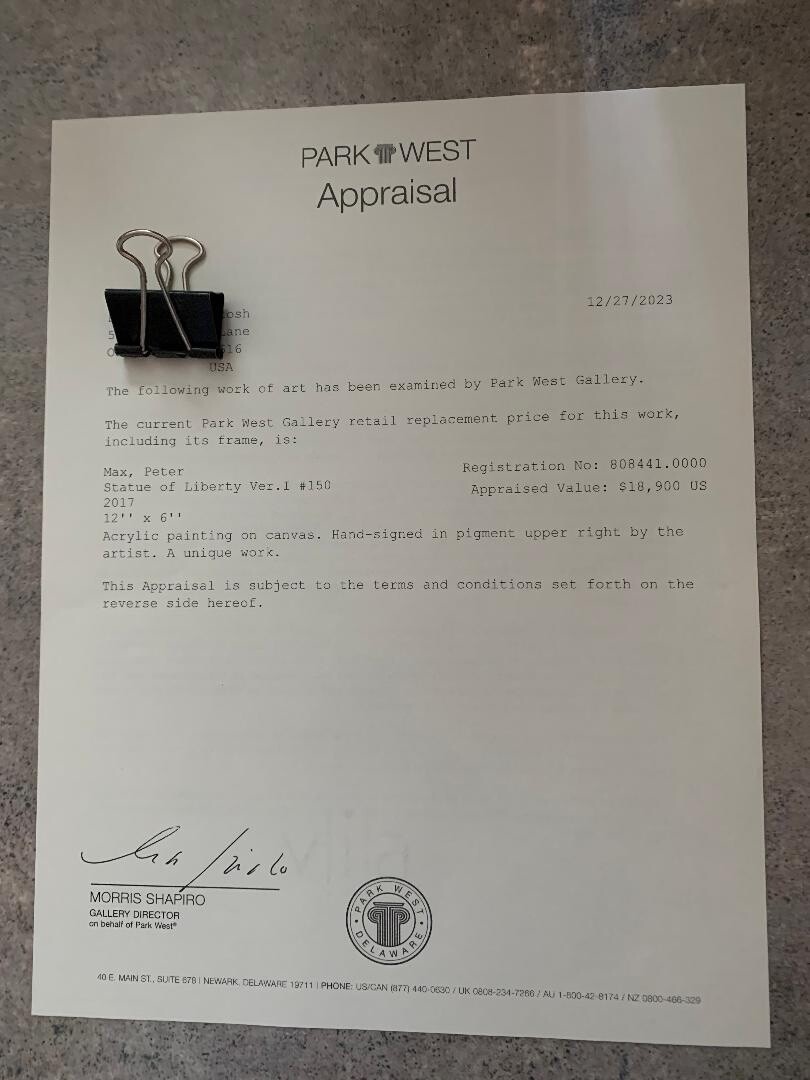 PARK WEST
Appraisal
12/27/2023
USA
The following work of art has been examined by Park West Gallery.
The current Park West Gallery retail replacement price for this work,
including its frame, is:
Max, Peter
Registration No: 808441.0000
Statue of Liberty Ver.I #150
Appraised Value: $18,900 US
2017
12'' x 6''
Acrylic painting on canvas. Hand-signed in pigment upper right by the
artist. A unique work.
This Appraisal is subject to the terms and conditions set forth on the
reverse side hereof.
MORRIS SHAPIRO
GALLERY DIRECTOR
on behalf of Park West®
PARK WEST
DELAWARE
40 E. MAIN ST., SUITE 678 | NEWARK, DELAWARE 19711 | PHONE: US/CAN (877) 440-0630 / UK 0808-234-7266 / AU 1-800-42-8174 / NZ 0800-466-329